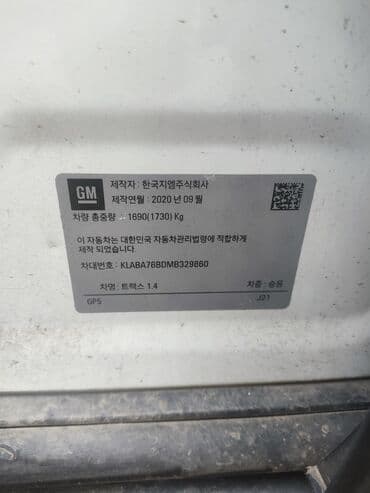 GM
제작자 : 한국지엠주식회사
제작연월 : 2020 년 09 월
차량 총중량 : 1690(1730) Kg
이 자동차는 대한민국 자동차관리법령에 적합하게
제작 되었습니다.
차대번호 : KLABA76BDMB329860
차명 : 트랙스 1.4 차종 : 승용
GPS J21